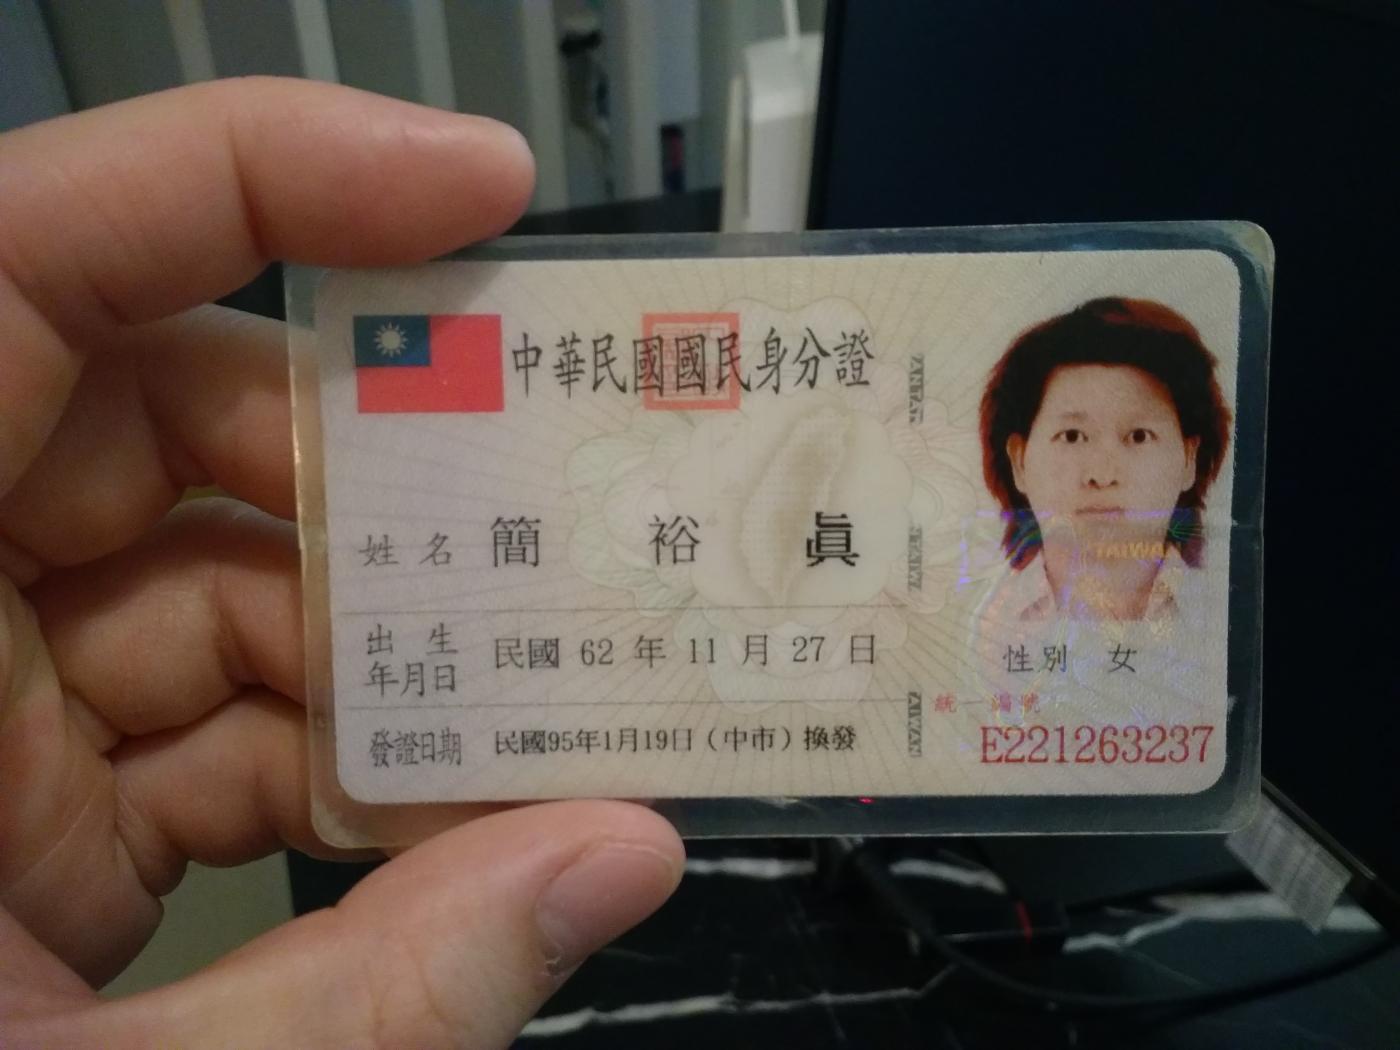 中華民國國民身分證
姓名 簡裕眞
出生年月日 民國 62 年 11 月 27 日
發證日期 民國95年1月19日（中市）換發
TAIWAN
性別 女
統一編號
E221263237